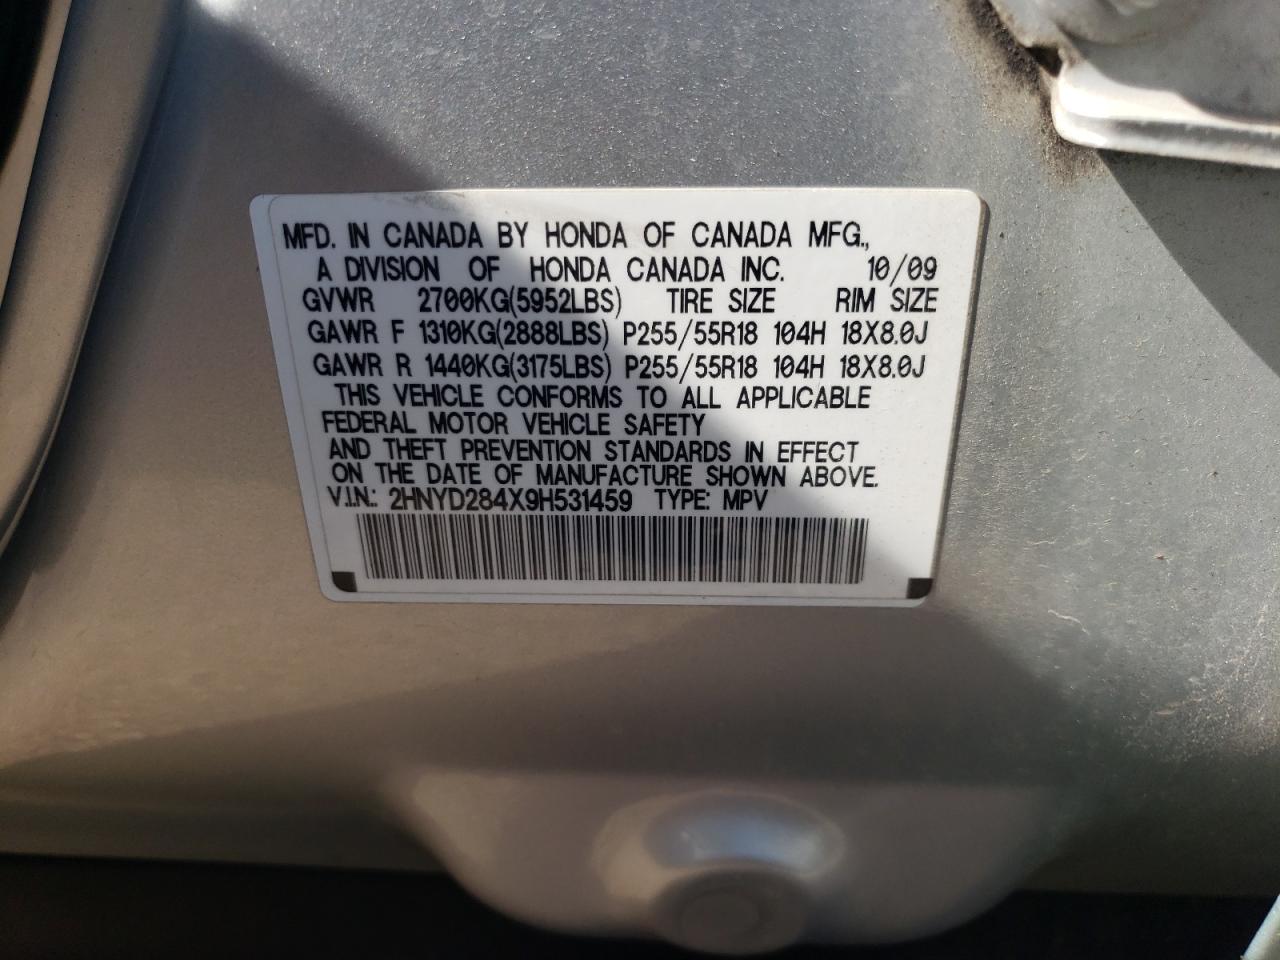 MFD. IN CANADA BY HONDA OF CANADA MFG.,
A DIVISION OF HONDA CANADA INC. 10/09
GVWR 2700KG(5952LBS) TIRE SIZE RIM SIZE
GAWR F 1310KG(2888LBS) P255/55R18 104H 18X8.0J
GAWR R 1440KG(3175LBS) P255/55R18 104H 18X8.0J
THIS VEHICLE CONFORMS TO ALL APPLICABLE
FEDERAL MOTOR VEHICLE SAFETY
AND THEFT PREVENTION STANDARDS IN EFFECT
ON THE DATE OF MANUFACTURE SHOWN ABOVE.
V.I.N.: 2HNYD284X9H531459 TYPE: MPV